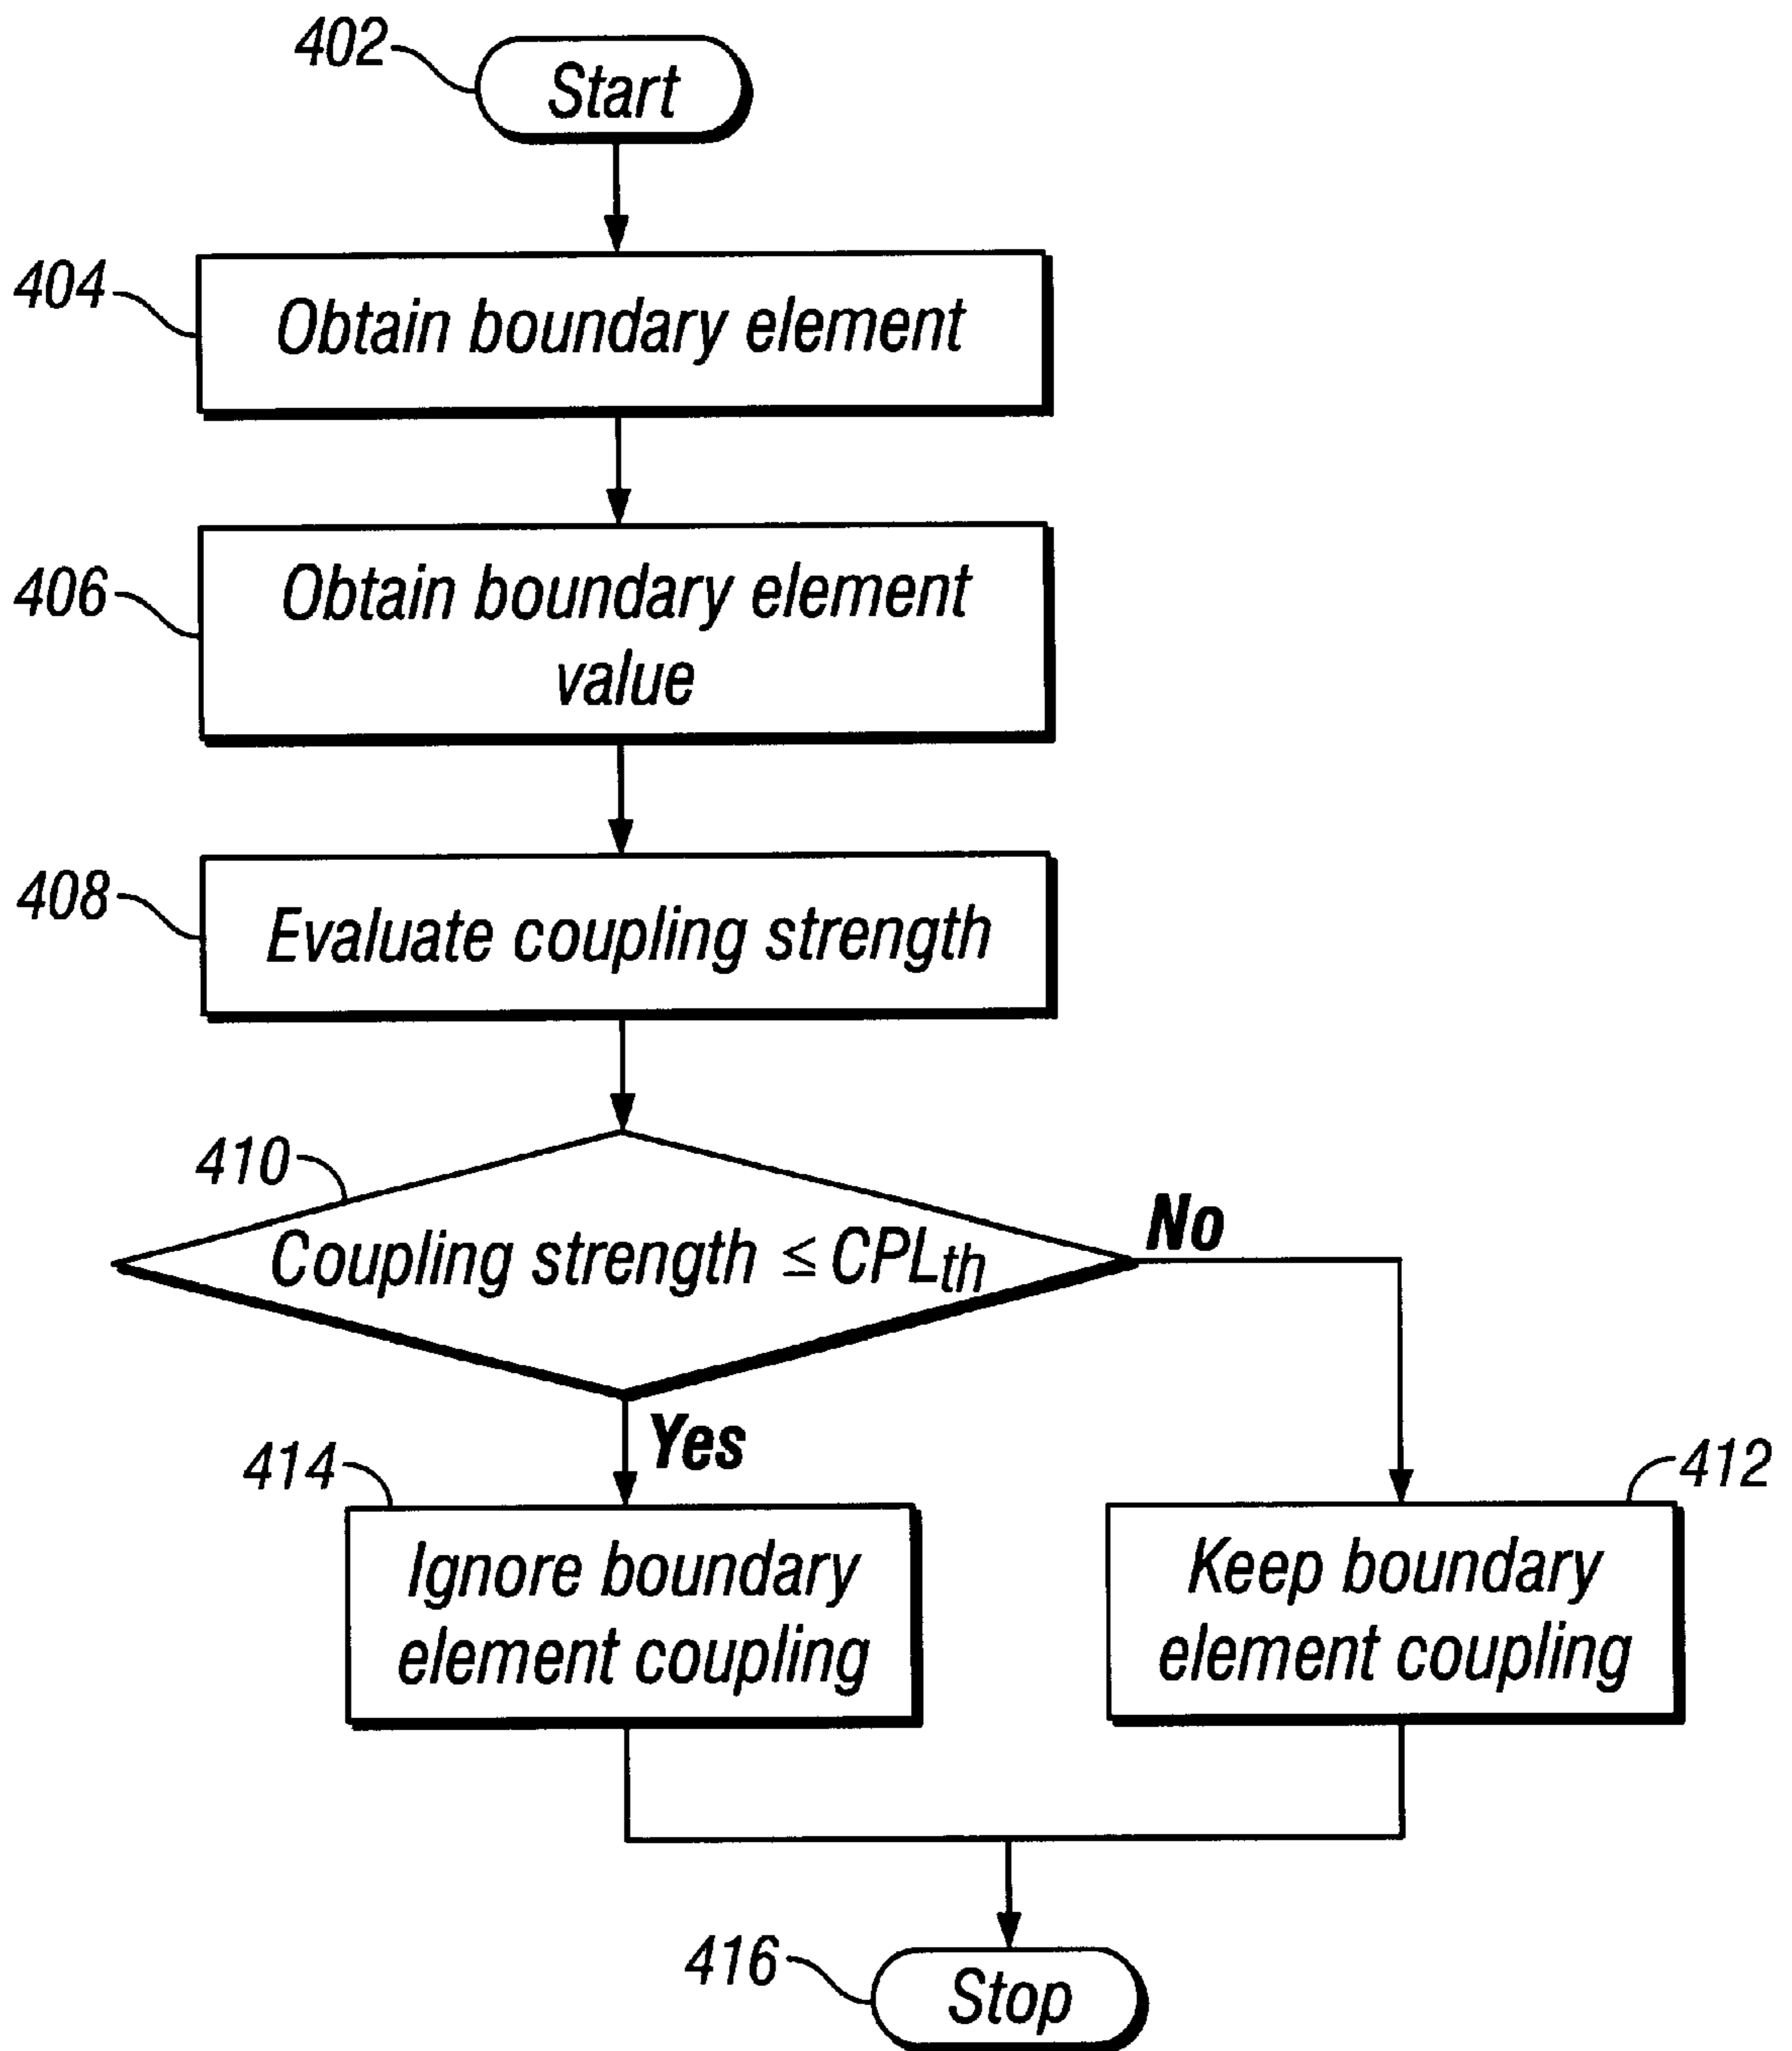 402
Start
404
Obtain boundary element
406
Obtain boundary element
value
408
Evaluate coupling strength
410
Coupling strength ≤ CPLth
No
Yes
414
Ignore boundary
element coupling
412
Keep boundary
element coupling
416
Stop